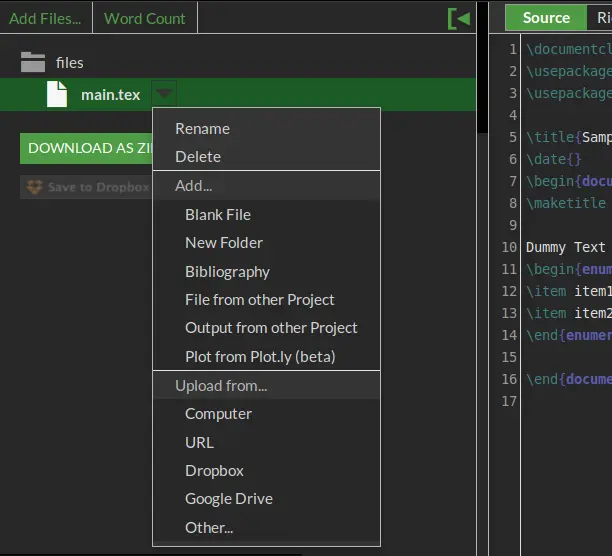 Add Files... Word Count Source Ri
files
main.tex
DOWNLOAD AS ZI
Save to Dropbox
Rename
Delete
Add...
Blank File
New Folder
Bibliography
File from other Project
Output from other Project
Plot from Plot.ly (beta)
Upload from...
Computer
URL
Dropbox
Google Drive
Other...
1 \documentcl
2 \usepackage
3 \usepackage
4
5 \title{Samp
6 \date{}
7 \begin{docu
8 \maketitle
9
10 Dummy Text
11 \begin{enum
12 \item item1
13 \item item2
14 \end{enumer
15
16 \end{docume
17